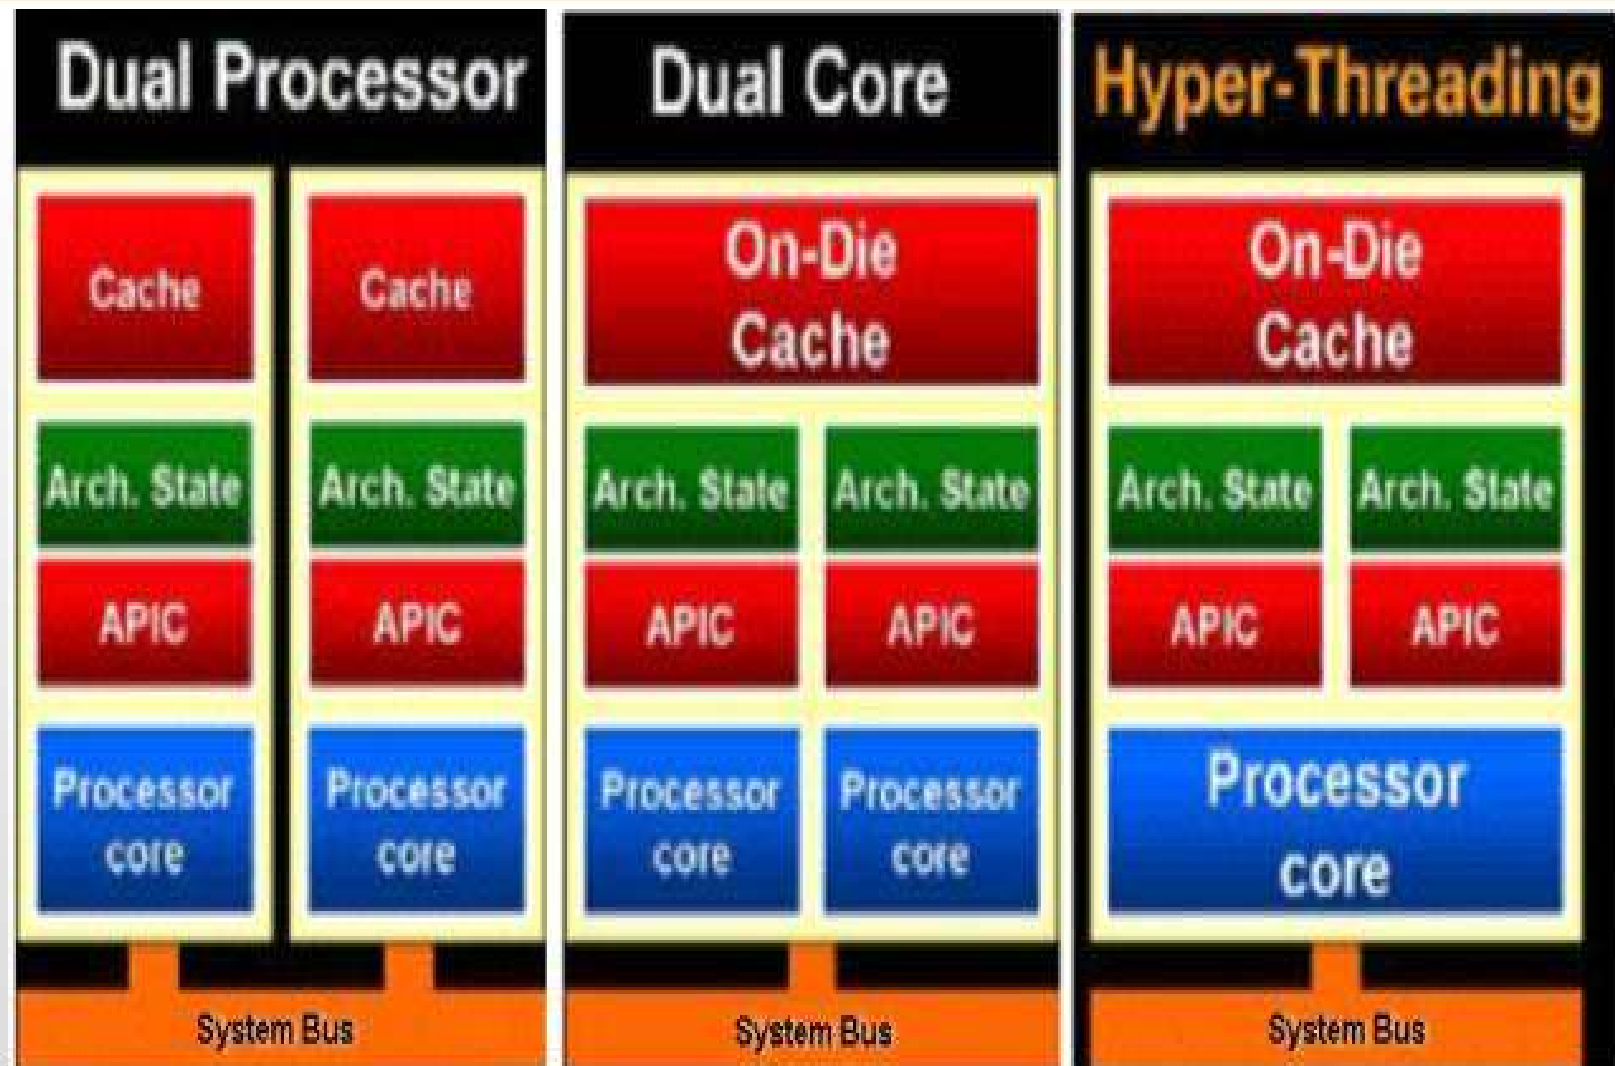 Dual Processor
Cache
Cache
Arch. State
Arch. State
APIC
APIC
Processor
core
Processor
core
System Bus
Dual Core
On-Die
Cache
Arch. State
Arch. State
APIC
APIC
Processor
core
Processor
core
System Bus
Hyper-Threading
On-Die
Cache
Arch. State
Arch. State
APIC
APIC
Processor
core
System Bus